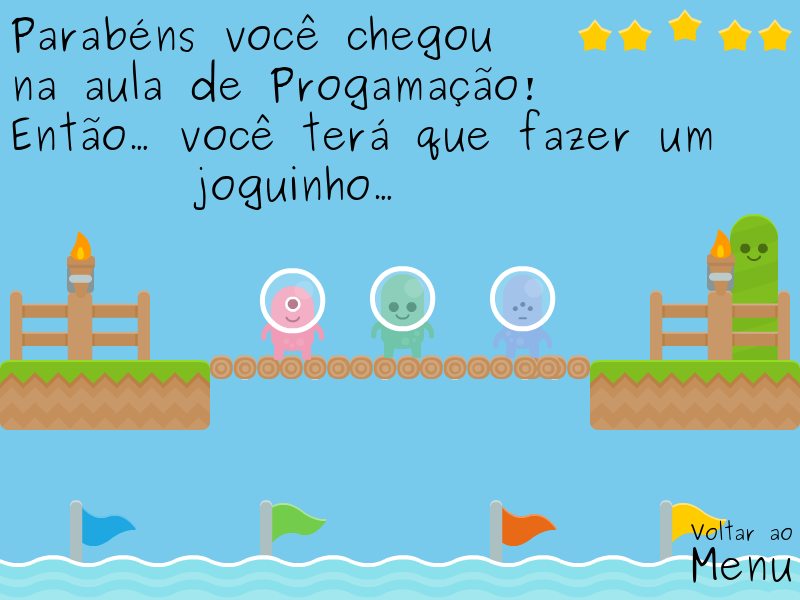 Parabéns você chegou
na aula de Progamação!
Então... você terá que fazer um
joguinho...
Voltar ao
Menu